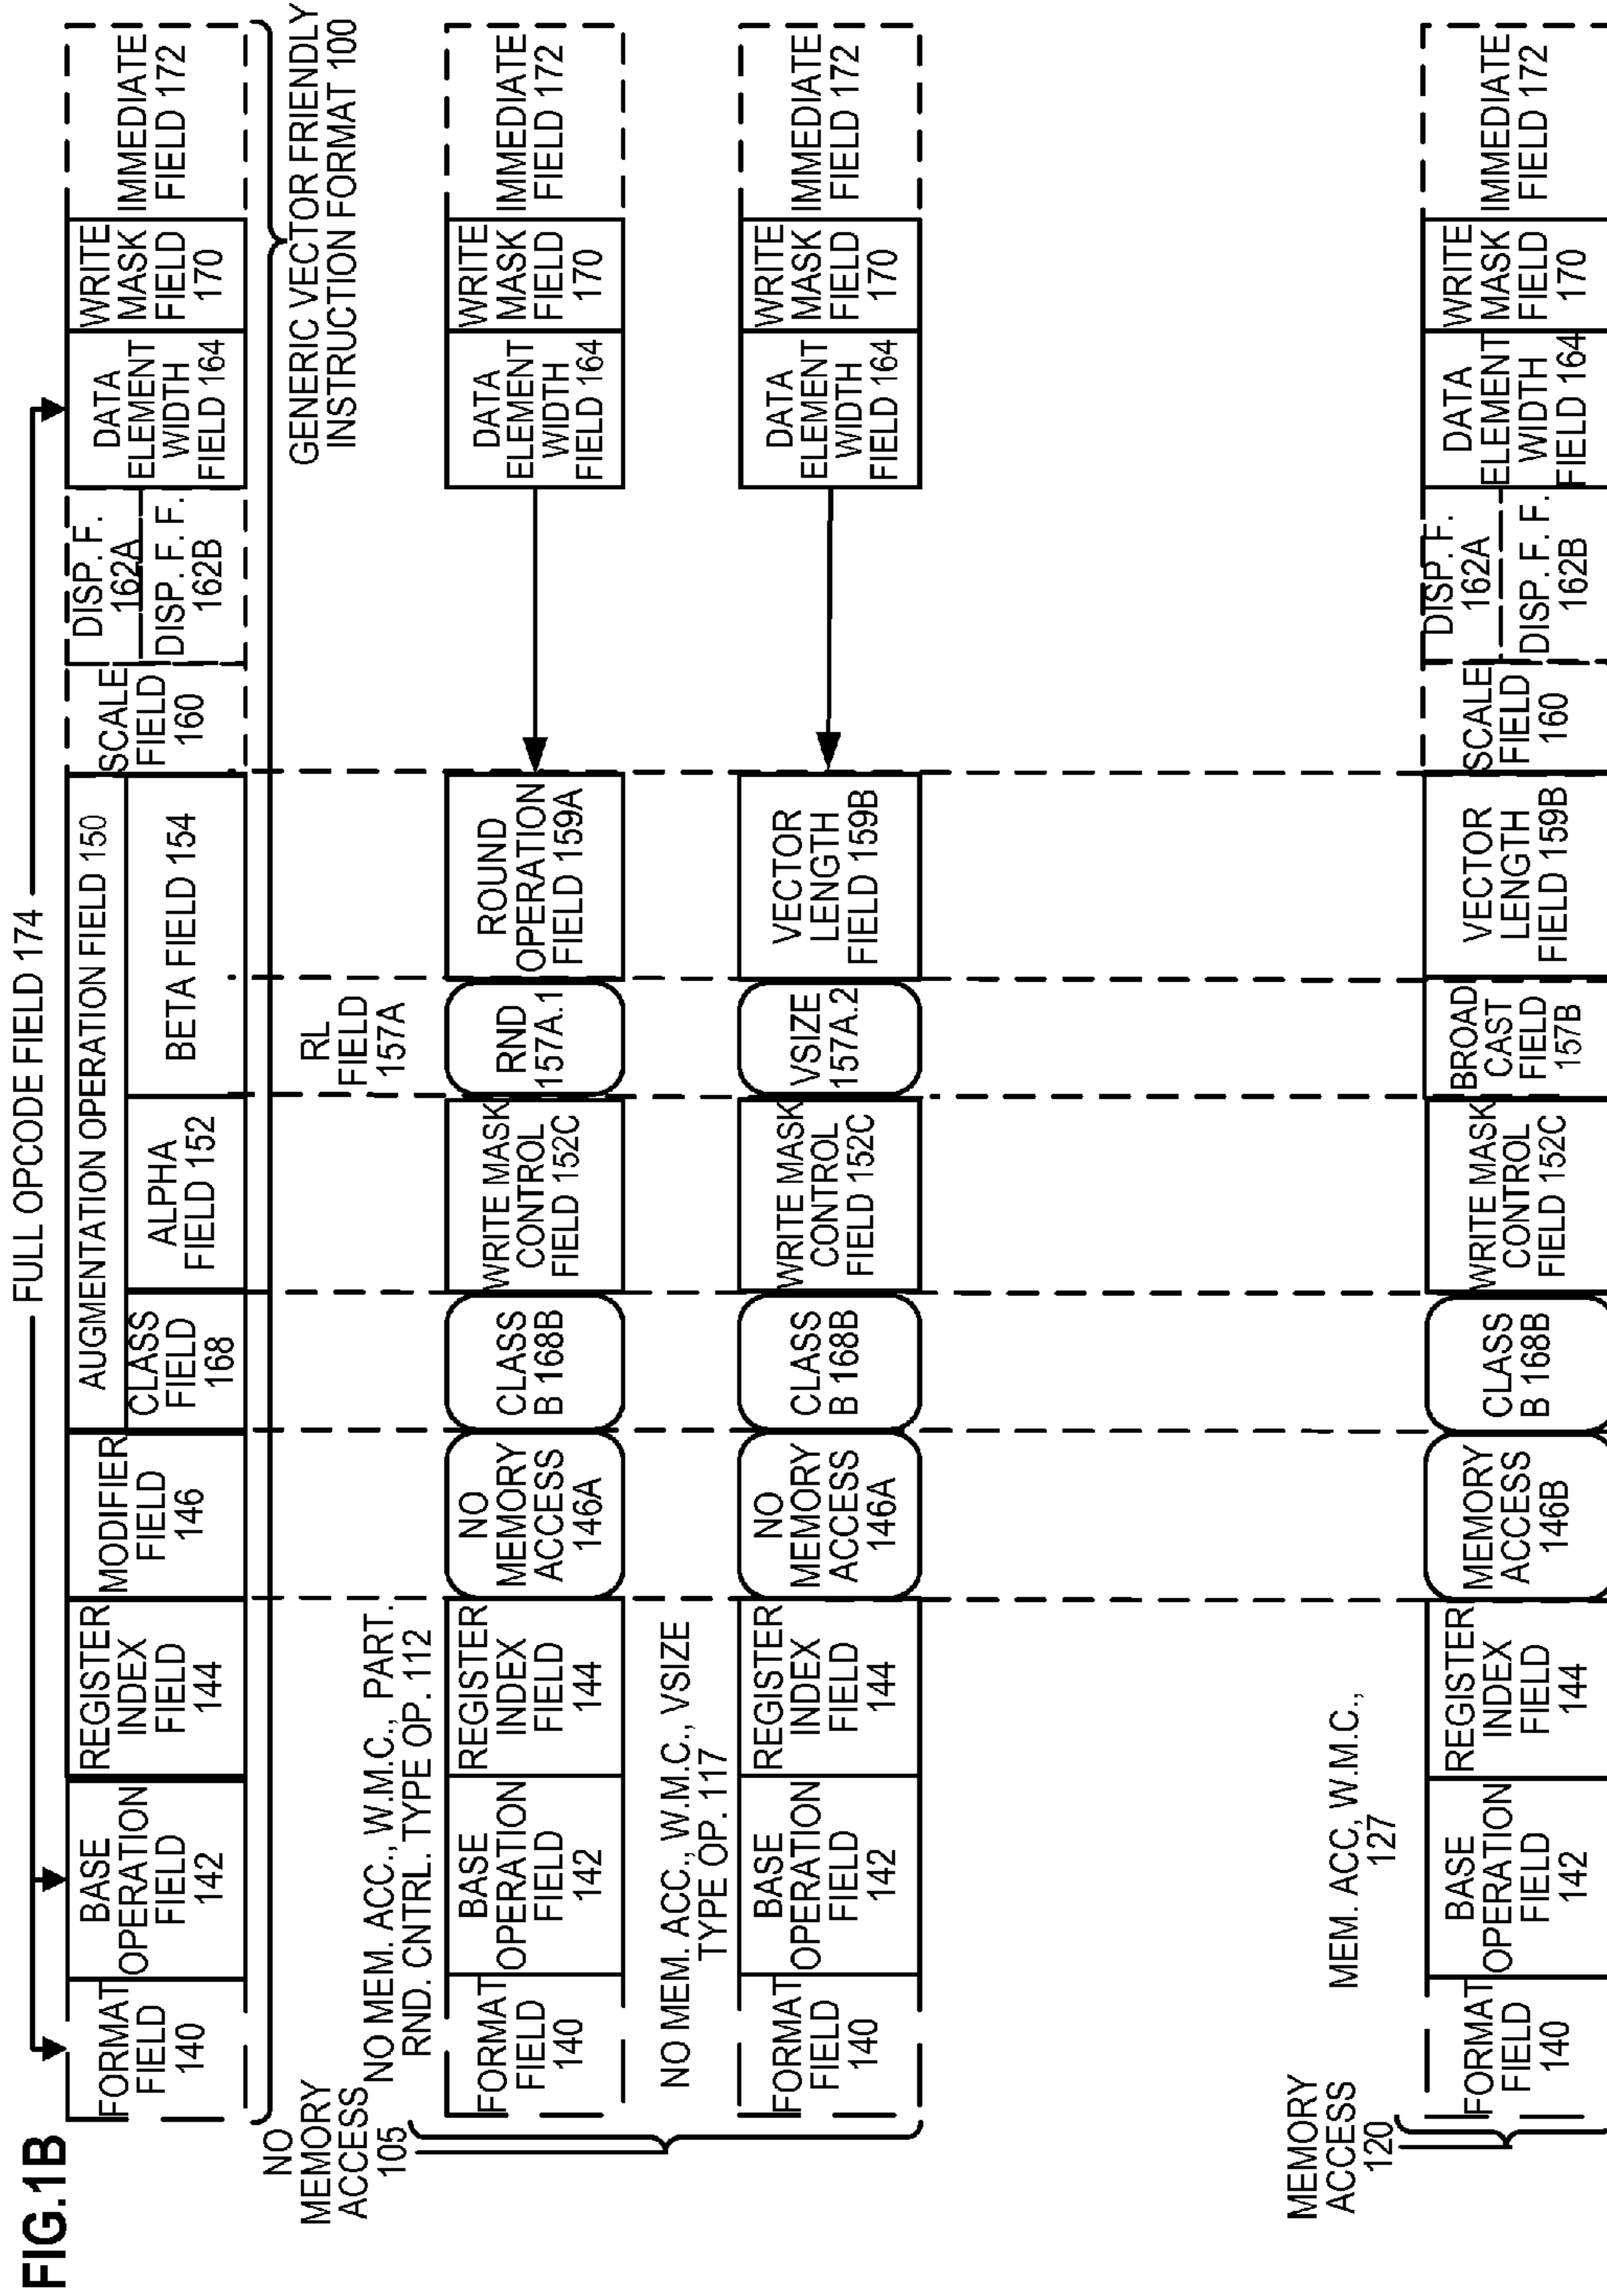 FIG.1B
FULL OPCODE FIELD 174
FORMAT
FIELD
140
BASE
OPERATION
FIELD
142
REGISTER
INDEX
FIELD
144
MODIFIER
FIELD
146
AUGMENTATION OPERATION FIELD 150
CLASS
FIELD
168
ALPHA
FIELD 152
BETA FIELD 154
SCALE
FIELD
160
DISP. F.
162A
DISP. F. F.
162B
DATA
ELEMENT
WIDTH
FIELD 164
WRITE
MASK
FIELD
170
IMMEDIATE
FIELD 172
GENERIC VECTOR FRIENDLY
INSTRUCTION FORMAT 100
NO
MEMORY
ACCESS
105
NO MEM. ACC., W.M.C., PART.
RND. CNTRL. TYPE OP. 112
RL
FIELD
157A
FORMAT
FIELD
140
BASE
OPERATION
FIELD
142
REGISTER
INDEX
FIELD
144
NO
MEMORY
ACCESS
146A
CLASS
B 168B
WRITE MASK
CONTROL
FIELD 152C
RND
157A.1
ROUND
OPERATION
FIELD 159A
DATA
ELEMENT
WIDTH
FIELD 164
WRITE
MASK
FIELD
170
IMMEDIATE
FIELD 172
NO MEM. ACC., W.M.C., VSIZE
TYPE OP. 117
FORMAT
FIELD
140
BASE
OPERATION
FIELD
142
REGISTER
INDEX
FIELD
144
NO
MEMORY
ACCESS
146A
CLASS
B 168B
WRITE MASK
CONTROL
FIELD 152C
VSIZE
157A.2
VECTOR
LENGTH
FIELD 159B
DATA
ELEMENT
WIDTH
FIELD 164
WRITE
MASK
FIELD
170
IMMEDIATE
FIELD 172
MEMORY
ACCESS
120
MEM. ACC, W.M.C.,
127
FORMAT
FIELD
140
BASE
OPERATION
FIELD
142
REGISTER
INDEX
FIELD
144
MEMORY
ACCESS
146B
CLASS
B 168B
WRITE MASK
CONTROL
FIELD 152C
BROAD
CAST
FIELD
157B
VECTOR
LENGTH
FIELD 159B
SCALE
FIELD
160
DISP. F.
162A
DISP. F. F.
162B
DATA
ELEMENT
WIDTH
FIELD 164
WRITE
MASK
FIELD
170
IMMEDIATE
FIELD 172